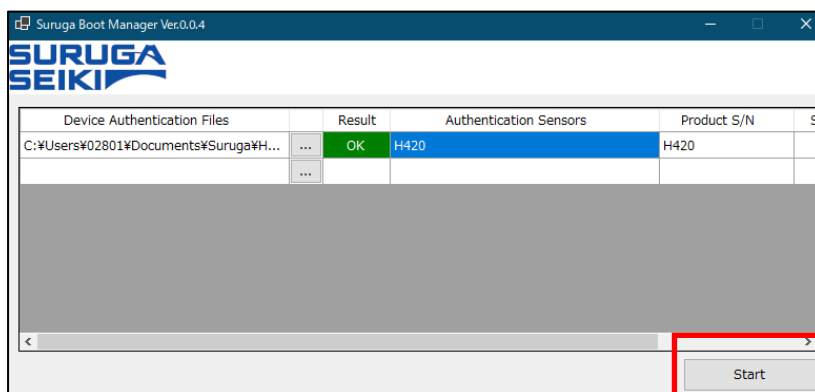 Suruga Boot Manager Ver.0.0.4
SURUGA
SEIKI
Device Authentication Files Result Authentication Sensors Product S/N S
C:¥Users¥02801¥Documents¥Suruga¥H... ... OK H420 H420
...
Start